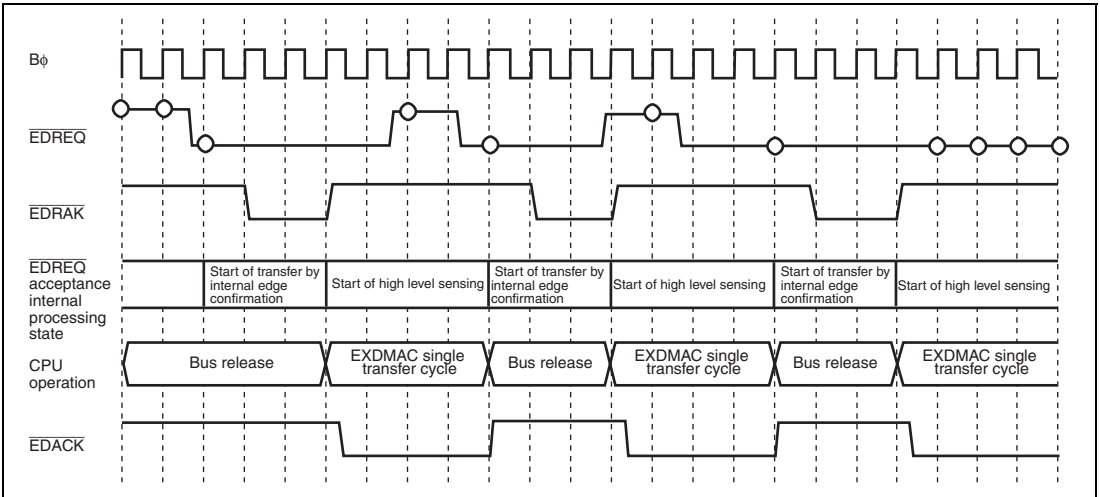 Bφ
EDREQ
EDRAK
EDREQ
acceptance
internal
processing
state
Start of transfer by
internal edge
confirmation
Start of high level sensing
Start of transfer by
internal edge
confirmation
Start of high level sensing
Start of transfer by
internal edge
confirmation
Start of high level sensing
CPU
operation
Bus release
EXDMAC single
transfer cycle
Bus release
EXDMAC single
transfer cycle
Bus release
EXDMAC single
transfer cycle
EDACK